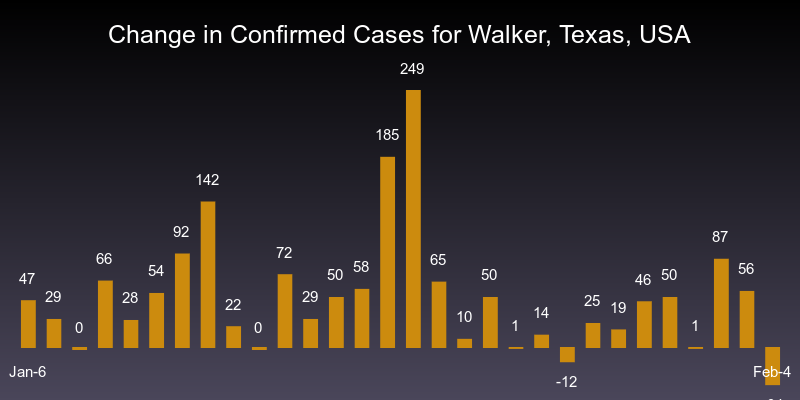 Change in Confirmed Cases for Walker, Texas, USA
47 29 0 66 28 54 92 142 22 0 72 29 50 58 185 249 65 10 50 1 14 -12 25 19 46 50 1 87 56
Jan-6 Feb-4